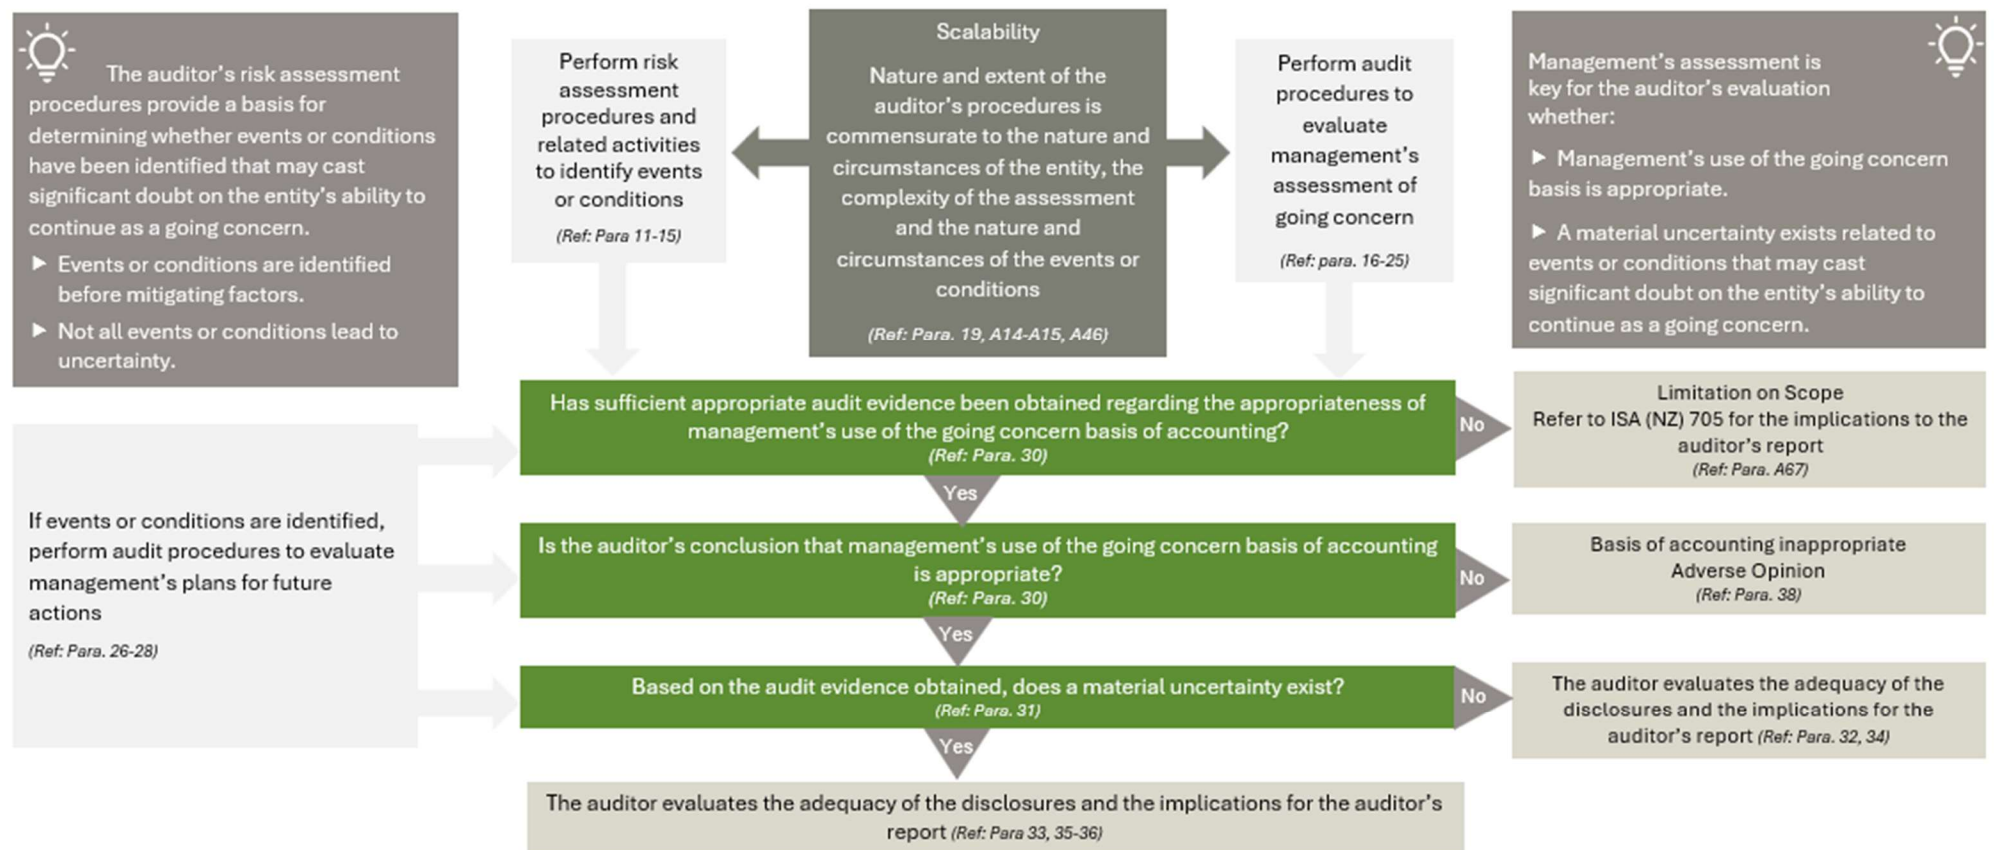 The auditor's risk assessment
procedures provide a basis for
determining whether events or conditions
have been identified that may cast
significant doubt on the entity's ability to
continue as a going concern.
► Events or conditions are identified
before mitigating factors.
► Not all events or conditions lead to
uncertainty.
Perform risk
assessment
procedures and
related activities
to identify events
or conditions
(Ref: Para 11-15)
Scalability
Nature and extent of the
auditor's procedures is
commensurate to the nature and
circumstances of the entity, the
complexity of the assessment
and the nature and
circumstances of the events or
conditions
(Ref: Para. 19, A14-A15, A46)
Perform audit
procedures to
evaluate
management's
assessment of
going concern
(Ref: para. 16-25)
Management's assessment is
key for the auditor's evaluation
whether:
► Management's use of the going concern
basis is appropriate.
► A material uncertainty exists related to
events or conditions that may cast
significant doubt on the entity's ability to
continue as a going concern.
If events or conditions are identified,
perform audit procedures to evaluate
management's plans for future
actions
(Ref: Para. 26-28)
Has sufficient appropriate audit evidence been obtained regarding the appropriateness of
management's use of the going concern basis of accounting?
(Ref: Para. 30)
No
Limitation on Scope
Refer to ISA (NZ) 705 for the implications to the
auditor's report
(Ref: Para. A67)
Yes
Is the auditor's conclusion that management's use of the going concern basis of accounting
is appropriate?
(Ref: Para. 30)
No
Basis of accounting inappropriate
Adverse Opinion
(Ref: Para. 38)
Yes
Based on the audit evidence obtained, does a material uncertainty exist?
(Ref: Para. 31)
No
The auditor evaluates the adequacy of the
disclosures and the implications for the
auditor's report (Ref: Para. 32, 34)
Yes
The auditor evaluates the adequacy of the disclosures and the implications for the auditor's
report (Ref: Para 33, 35-36)